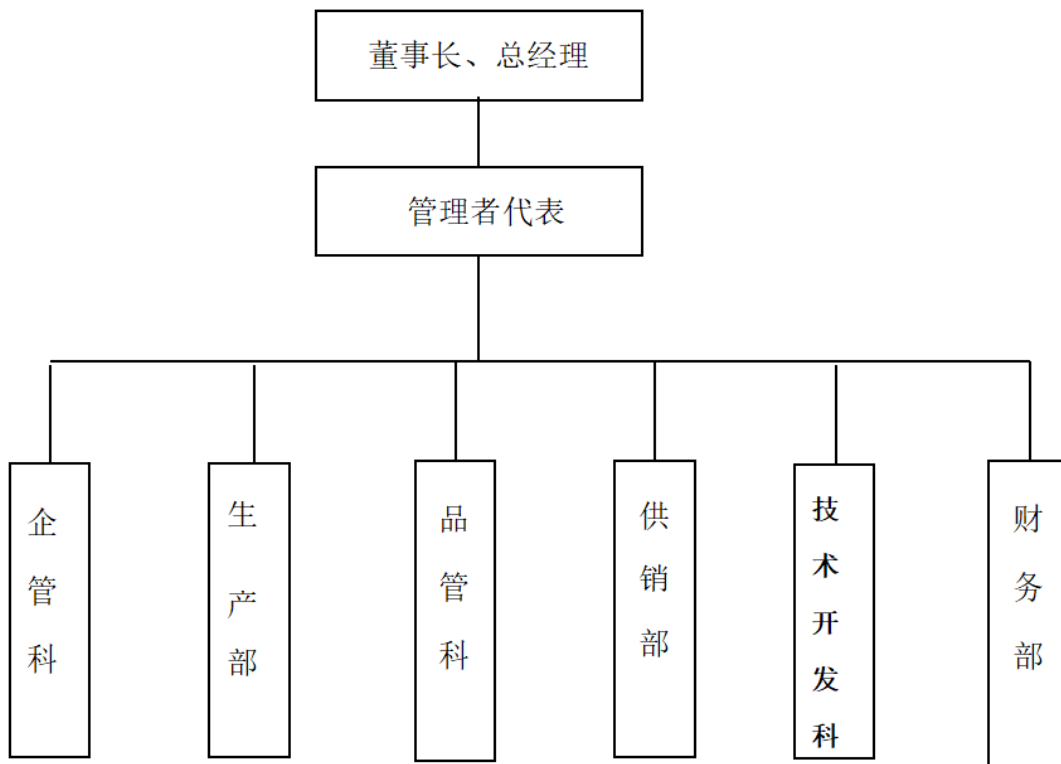 董事长、总经理
管理者代表
企管科
生产部
品管科
供销部
技术开发科
财务部